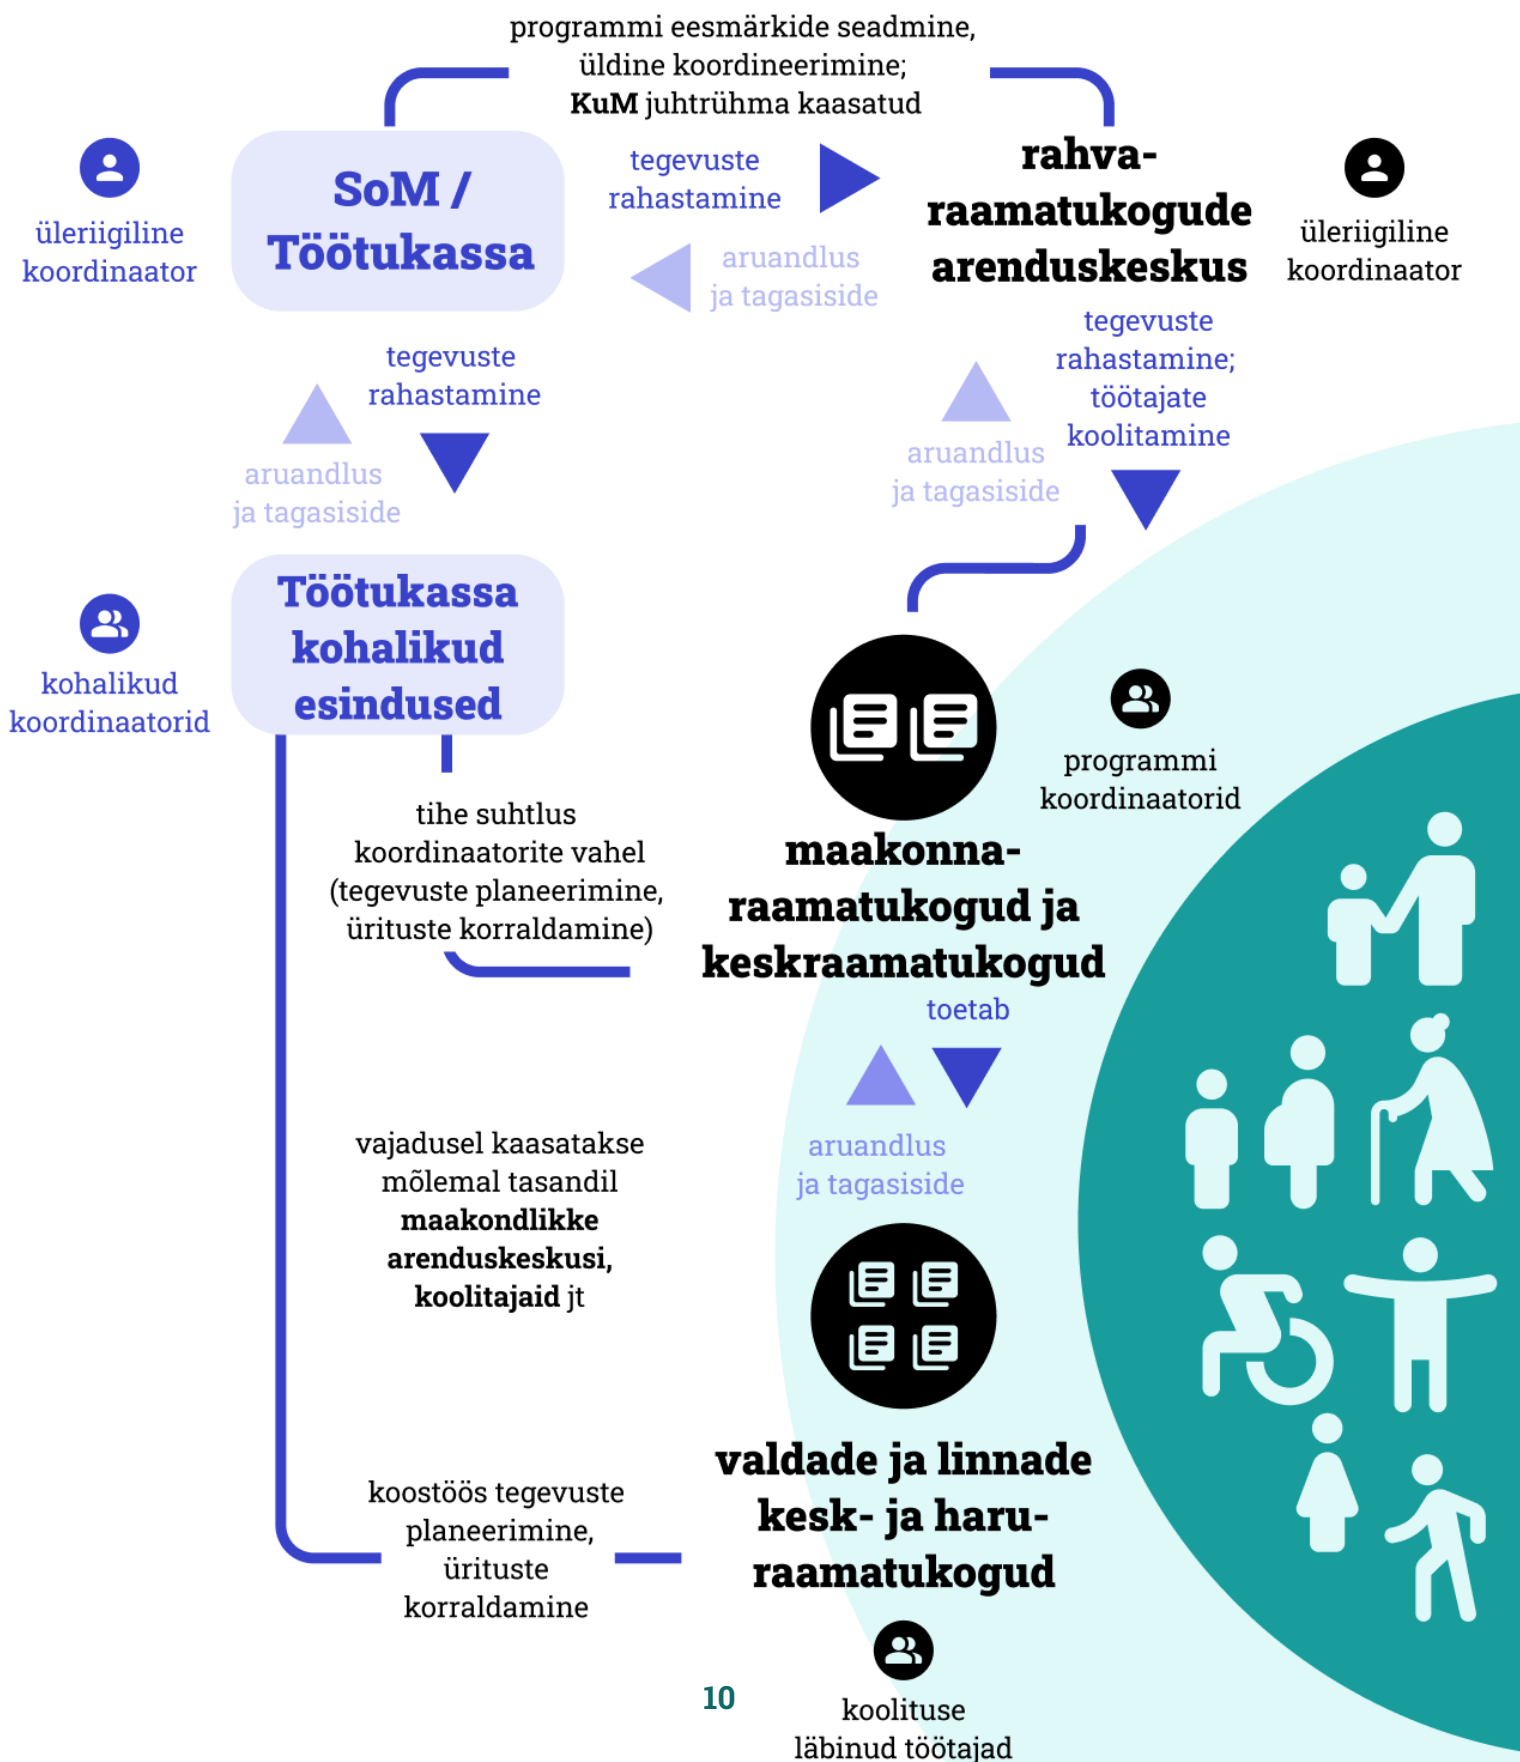 programmi eesmärkide seadmine,
üldine koordineerimine;
KuM juhtrühma kaasatud
üleriigiline
koordinaator
SoM /
Töötukassa
tegevuste
rahastamine
aruandlus
ja tagasiside
rahva-
raamatukogude
arenduskeskus
üleriigiline
koordinaator
tegevuste
rahastamine
aruandlus
ja tagasiside
tegevuste
rahastamine;
töötajate
koolitamine
aruandlus
ja tagasiside
kohalikud
koordinaatorid
Töötukassa
kohalikud
esindused
programmi
koordinaatorid
tihe suhtlus
koordinaatorite vahel
(tegevuste planeerimine,
ürituste korraldamine)
maakonna-
raamatukogud ja
keskraamatukogud
toetab
aruandlus
ja tagasiside
vajadusel kaasatakse
mõlemal tasandil
maakondlikke
arenduskeskusi,
koolitajaid jt
valdade ja linnade
kesk- ja haru-
raamatukogud
koostöös tegevuste
planeerimine,
ürituste
korraldamine
koolituse
läbinud töötajad
10